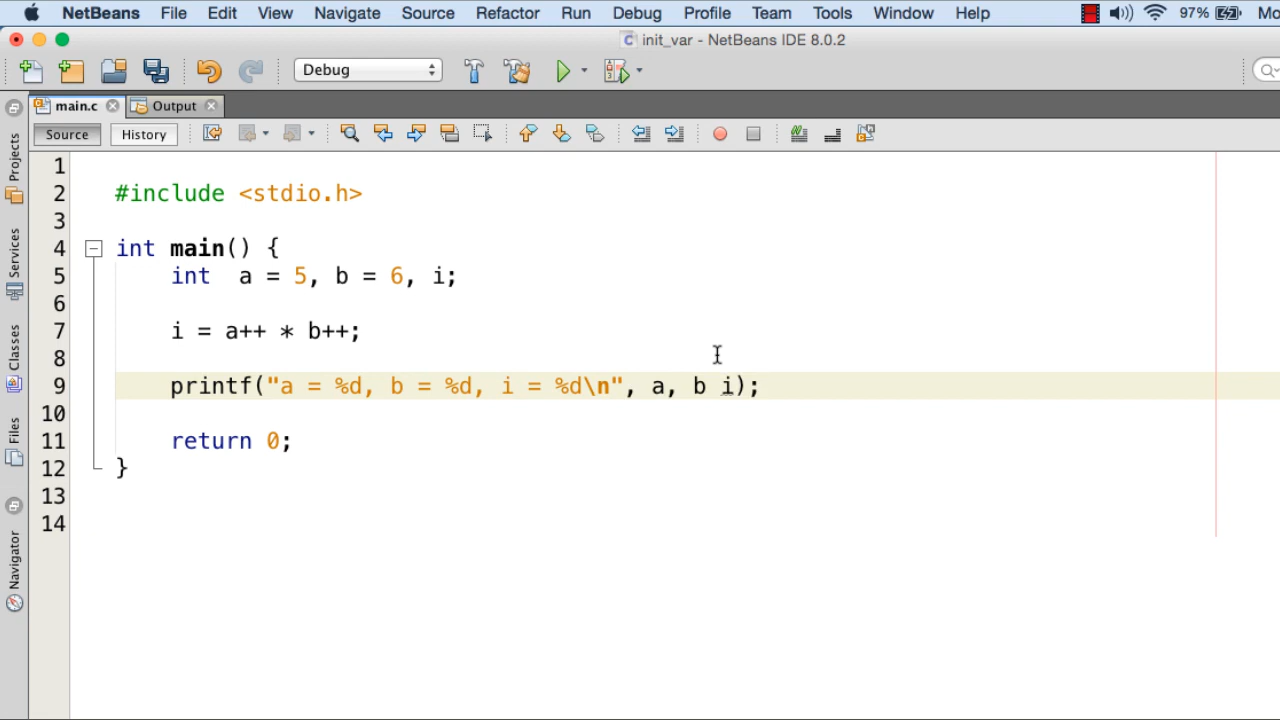 NetBeans File Edit View Navigate Source Refactor Run Debug Profile Team Tools Window Help 97% Mo
init_var - NetBeans IDE 8.0.2
Debug
main.c Output
Source History
Projects
Services
Classes
Files
Navigator
1
2 #include <stdio.h>
3
4 int main() {
5 int  a = 5, b = 6, i;
6
7 i = a++ * b++;
8
9 printf("a = %d, b = %d, i = %d\n", a, b i);
10
11 return 0;
12 }
13
14